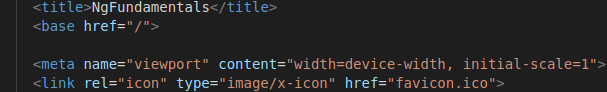 <title>NgFundamentals</title>
<base href="/">
<meta name="viewport" content="width=device-width, initial-scale=1">
<link rel="icon" type="image/x-icon" href="favicon.ico">